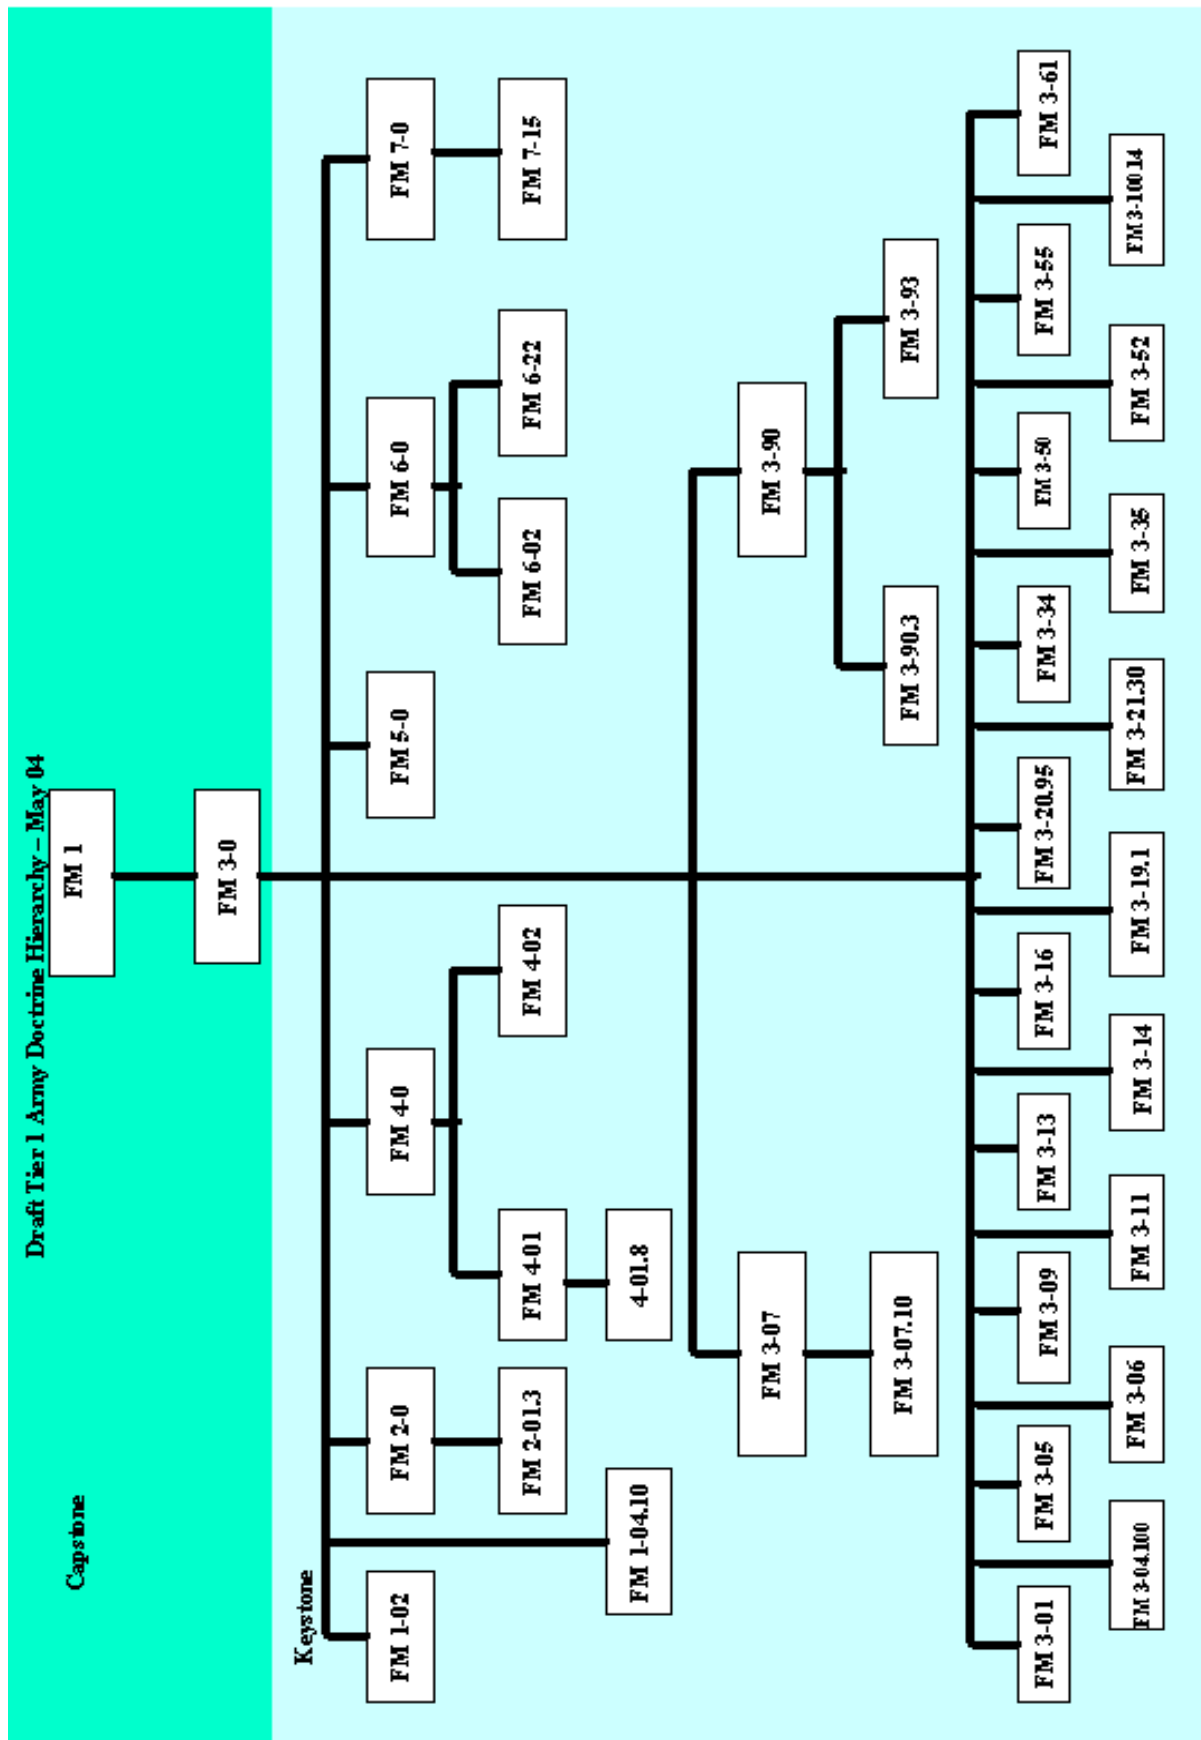 Draft Tier 1 Army Doctrine Hierarchy – May 04
Capstone
FM 1
FM 3-0
Keystone
FM 1-02
FM 2-0
FM 4-0
FM 5-0
FM 6-0
FM 7-0
FM 2-01.3
FM 4-01
FM 4-02
FM 6-02
FM 6-22
FM 7-15
FM 1-04.10
4-01.8
FM 3-07
FM 3-90
FM 3-07.10
FM 3-90.3
FM 3-93
FM 3-01
FM 3-05
FM 3-09
FM 3-13
FM 3-16
FM 3-20.95
FM 3-34
FM 3-50
FM 3-55
FM 3-61
FM 3-04.100
FM 3-06
FM 3-11
FM 3-14
FM 3-19.1
FM 3-21.30
FM 3-35
FM 3-52
FM 3-100.14